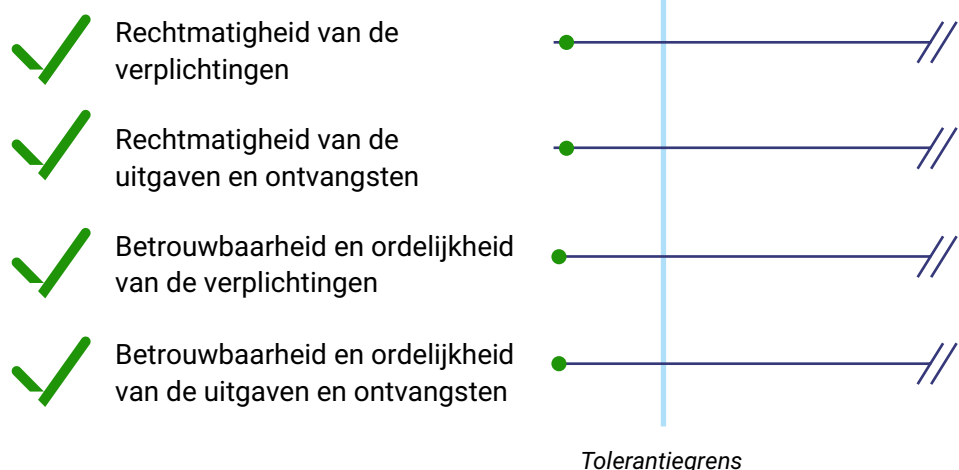 Rechtmatigheid van de
verplichtingen
Rechtmatigheid van de
uitgaven en ontvangsten
Betrouwbaarheid en ordelijkheid
van de verplichtingen
Betrouwbaarheid en ordelijkheid
van de uitgaven en ontvangsten
Tolerantiegrens